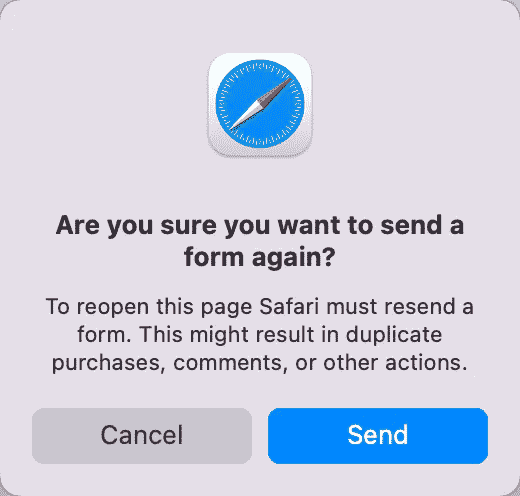 Are you sure you want to send a
form again?
To reopen this page Safari must resend a
form. This might result in duplicate
purchases, comments, or other actions.
Cancel
Send